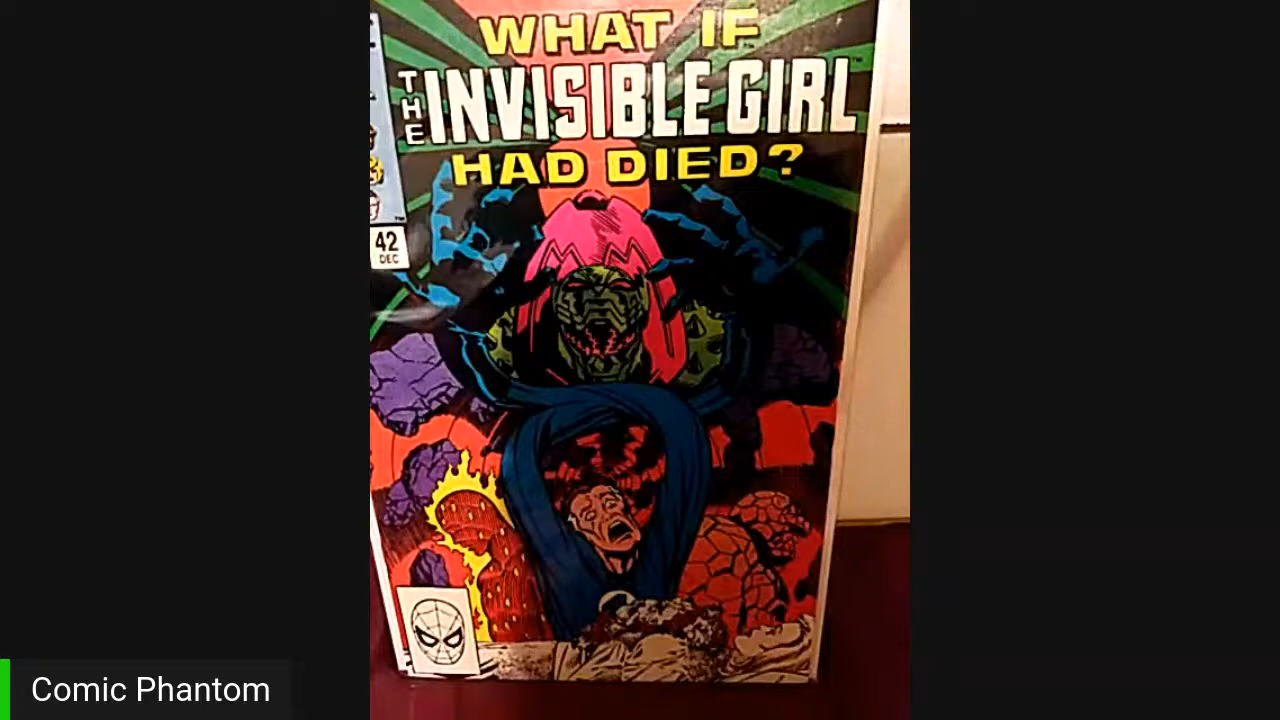 WHAT IF
THE INVISIBLE GIRL
HAD DIED?
42
DEC
Comic Phantom